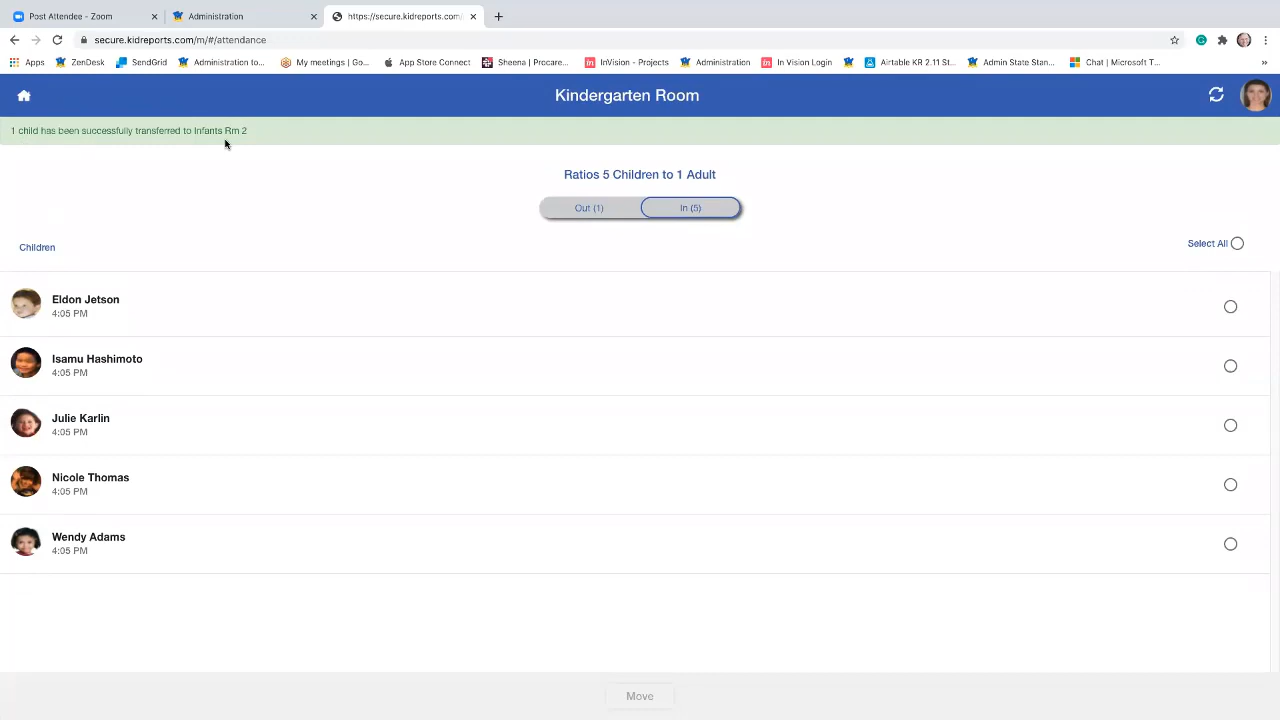 Post Attendee - Zoom
Administration
https://secure.kidreports.com/
secure.kidreports.com/m/#/attendance
Apps
ZenDesk
SendGrid
Administration to...
My meetings | Go...
App Store Connect
Sheena | Procare...
InVision - Projects
Administration
In Vision Login
Airtable KR 2.11 St...
Admin State Stan...
Chat | Microsoft T...
Kindergarten Room
1 child has been successfully transferred to Infants Rm 2
Ratios 5 Children to 1 Adult
Out (1)
In (5)
Children
Select All
Eldon Jetson
4:05 PM
Isamu Hashimoto
4:05 PM
Julie Karlin
4:05 PM
Nicole Thomas
4:05 PM
Wendy Adams
4:05 PM
Move